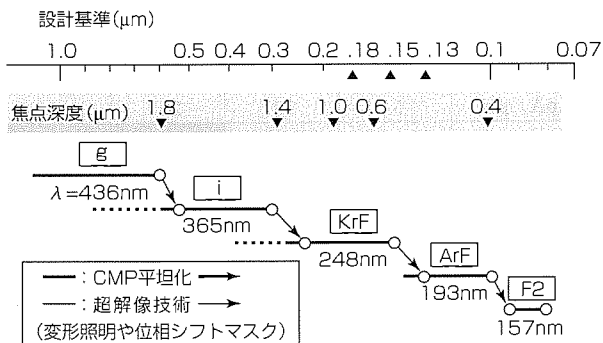 設計基準(μm)
1.0 0.5 0.4 0.3 0.2 .18 .15 .13 0.1 0.07
焦点深度(μm)
1.8 1.4 1.0 0.6 0.4
g
λ=436nm
i
365nm
KrF
248nm
ArF
193nm
F2
157nm
━━:CMP平坦化 ━→
──:超解像技術 ─→
(変形照明や位相シフトマスク)